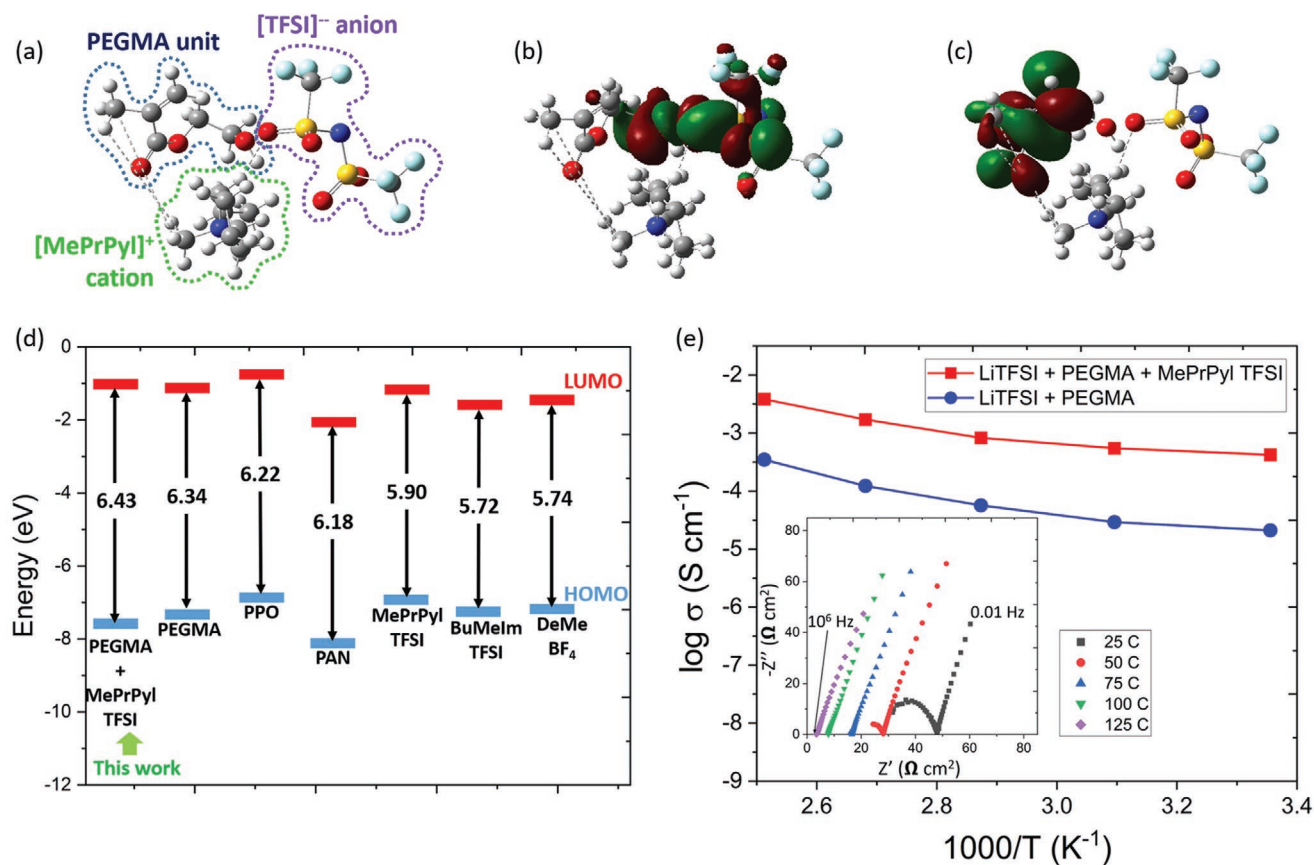 (a)
PEGMA unit
[TFSI]-- anion
[MePrPyl]+
cation
(b)
(c)
(d)
Energy (eV)
0
-2
-4
-6
-8
-10
-12
LUMO
HOMO
6.43
6.34
6.22
6.18
5.90
5.72
5.74
PEGMA
+
MePrPyl
TFSI
This work
PEGMA
PPO
PAN
MePrPyl
TFSI
BuMeIm
TFSI
DeMe
BF4
(e)
log σ (S cm-1)
-2
-3
-4
-5
-6
-7
-8
-9
LiTFSI + PEGMA + MePrPyl TFSI
LiTFSI + PEGMA
-Z'' (Ω cm2)
80
60
40
20
0
10^6 Hz
0.01 Hz
0 20 40 60 80
Z' (Ω cm2)
25 C
50 C
75 C
100 C
125 C
2.6 2.8 3.0 3.2 3.4
1000/T (K-1)